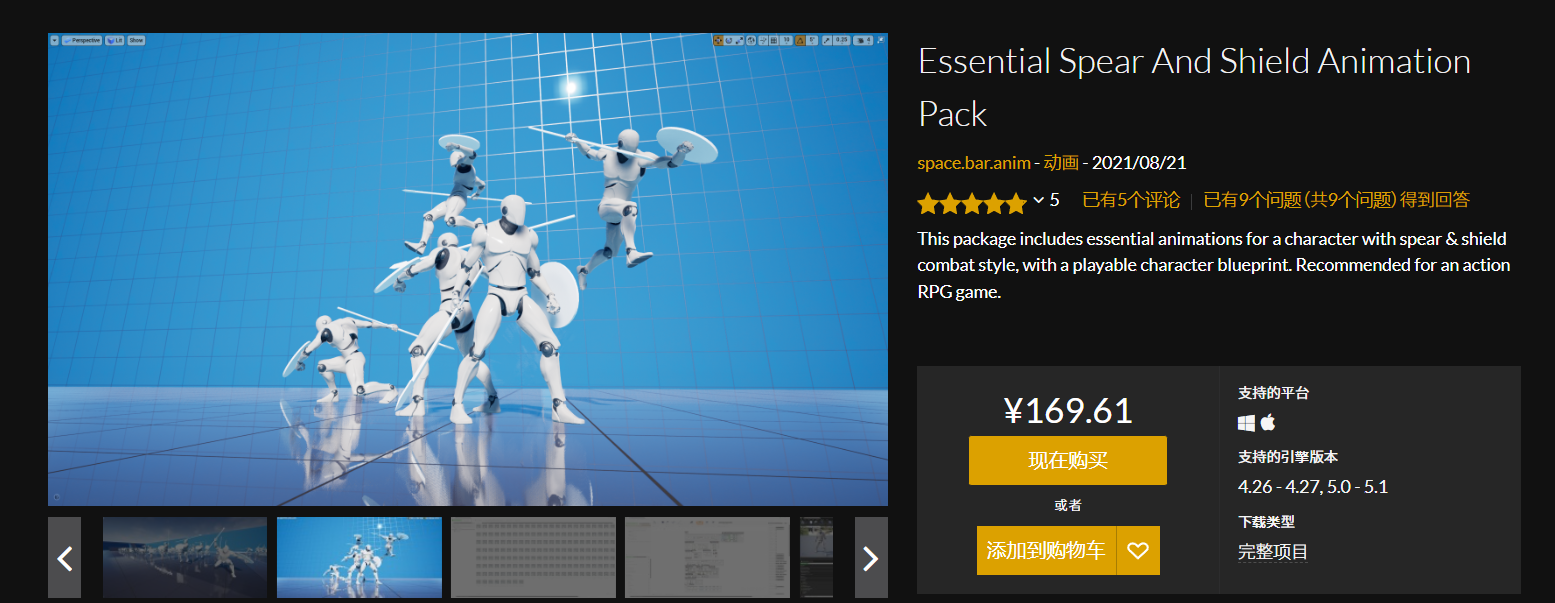 Perspective
Lit
Show
10
5°
0.25
4
Essential Spear And Shield Animation
Pack
space.bar.anim - 动画 - 2021/08/21
5 已有5个评论 | 已有9个问题 (共9个问题) 得到回答
This package includes essential animations for a character with spear & shield
combat style, with a playable character blueprint. Recommended for an action
RPG game.
¥169.61
现在购买
或者
添加到购物车
支持的平台
支持的引擎版本
4.26 - 4.27, 5.0 - 5.1
下载类型
完整项目